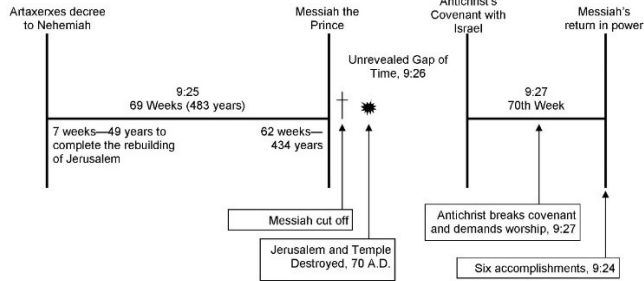 Artaxerxes decree
to Nehemiah
Messiah the
Prince
Antichrist's
Covenant with
Israel
Messiah's
return in power
Unrevealed Gap of
Time, 9:26
9:25
69 Weeks (483 years)
9:27
70th Week
7 weeks—49 years to
complete the rebuilding
of Jerusalem
62 weeks—
434 years
Messiah cut off
Jerusalem and Temple
Destroyed, 70 A.D.
Antichrist breaks covenant
and demands worship, 9:27
Six accomplishments, 9:24